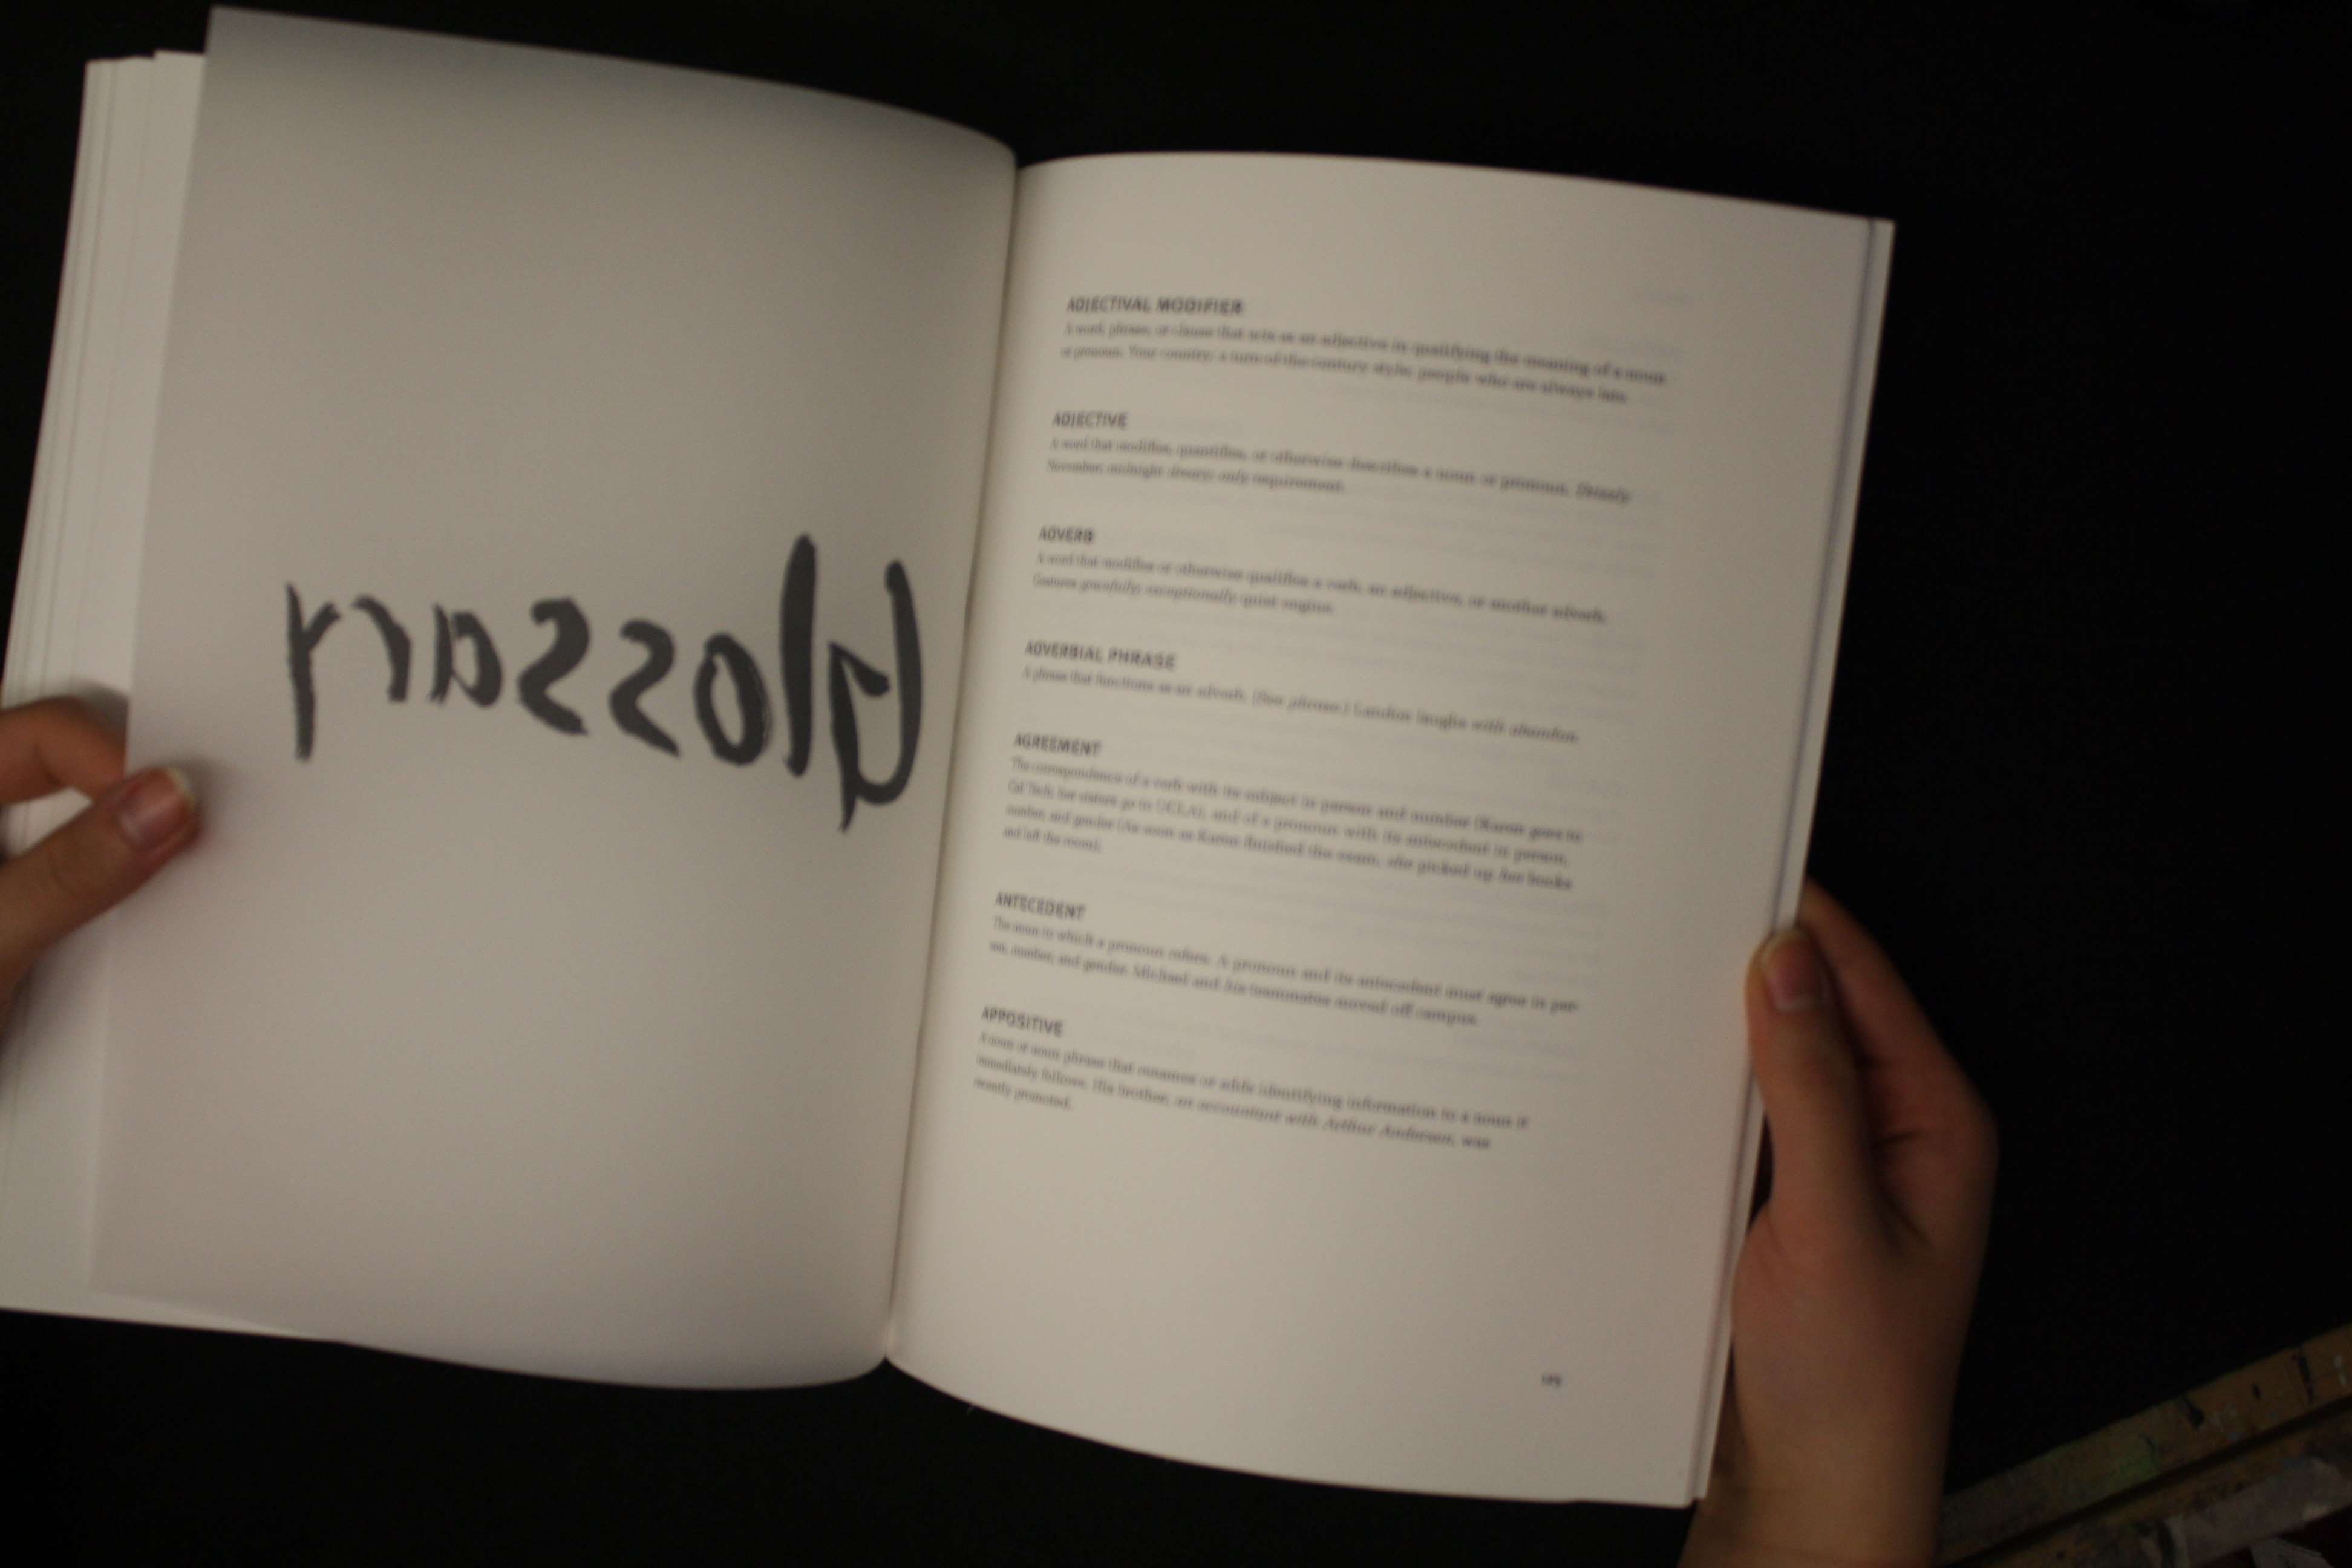 Glossary
ADJECTIVAL MODIFIER
A word, phrase, or clause that acts as an adjective in qualifying the meaning of a noun
or pronoun. Your country; a turn-of-the-century style; people who are always late.
ADJECTIVE
A word that modifies, quantifies, or otherwise describes a noun or pronoun. Drizzly
November; midnight dreary; only requirement.
ADVERB
A word that modifies or otherwise qualifies a verb, an adjective, or another adverb.
Gestures gracefully; exceptionally quiet engine.
ADVERBIAL PHRASE
A phrase that functions as an adverb. (See phrase.) Landon laughs with abandon.
AGREEMENT
The correspondence of a verb with its subject in person and number (Karen goes to
Cal Tech; her sisters go to UCLA), and of a pronoun with its antecedent in person,
number, and gender (As soon as Karen finished the exam, she picked up her books
and left the room).
ANTECEDENT
The noun to which a pronoun refers. A pronoun and its antecedent must agree in per-
son, number, and gender. Michael and his teammates moved off campus.
APPOSITIVE
A noun or noun phrase that renames or adds identifying information to a noun it
immediately follows. His brother, an accountant with Arthur Andersen, was
recently promoted.